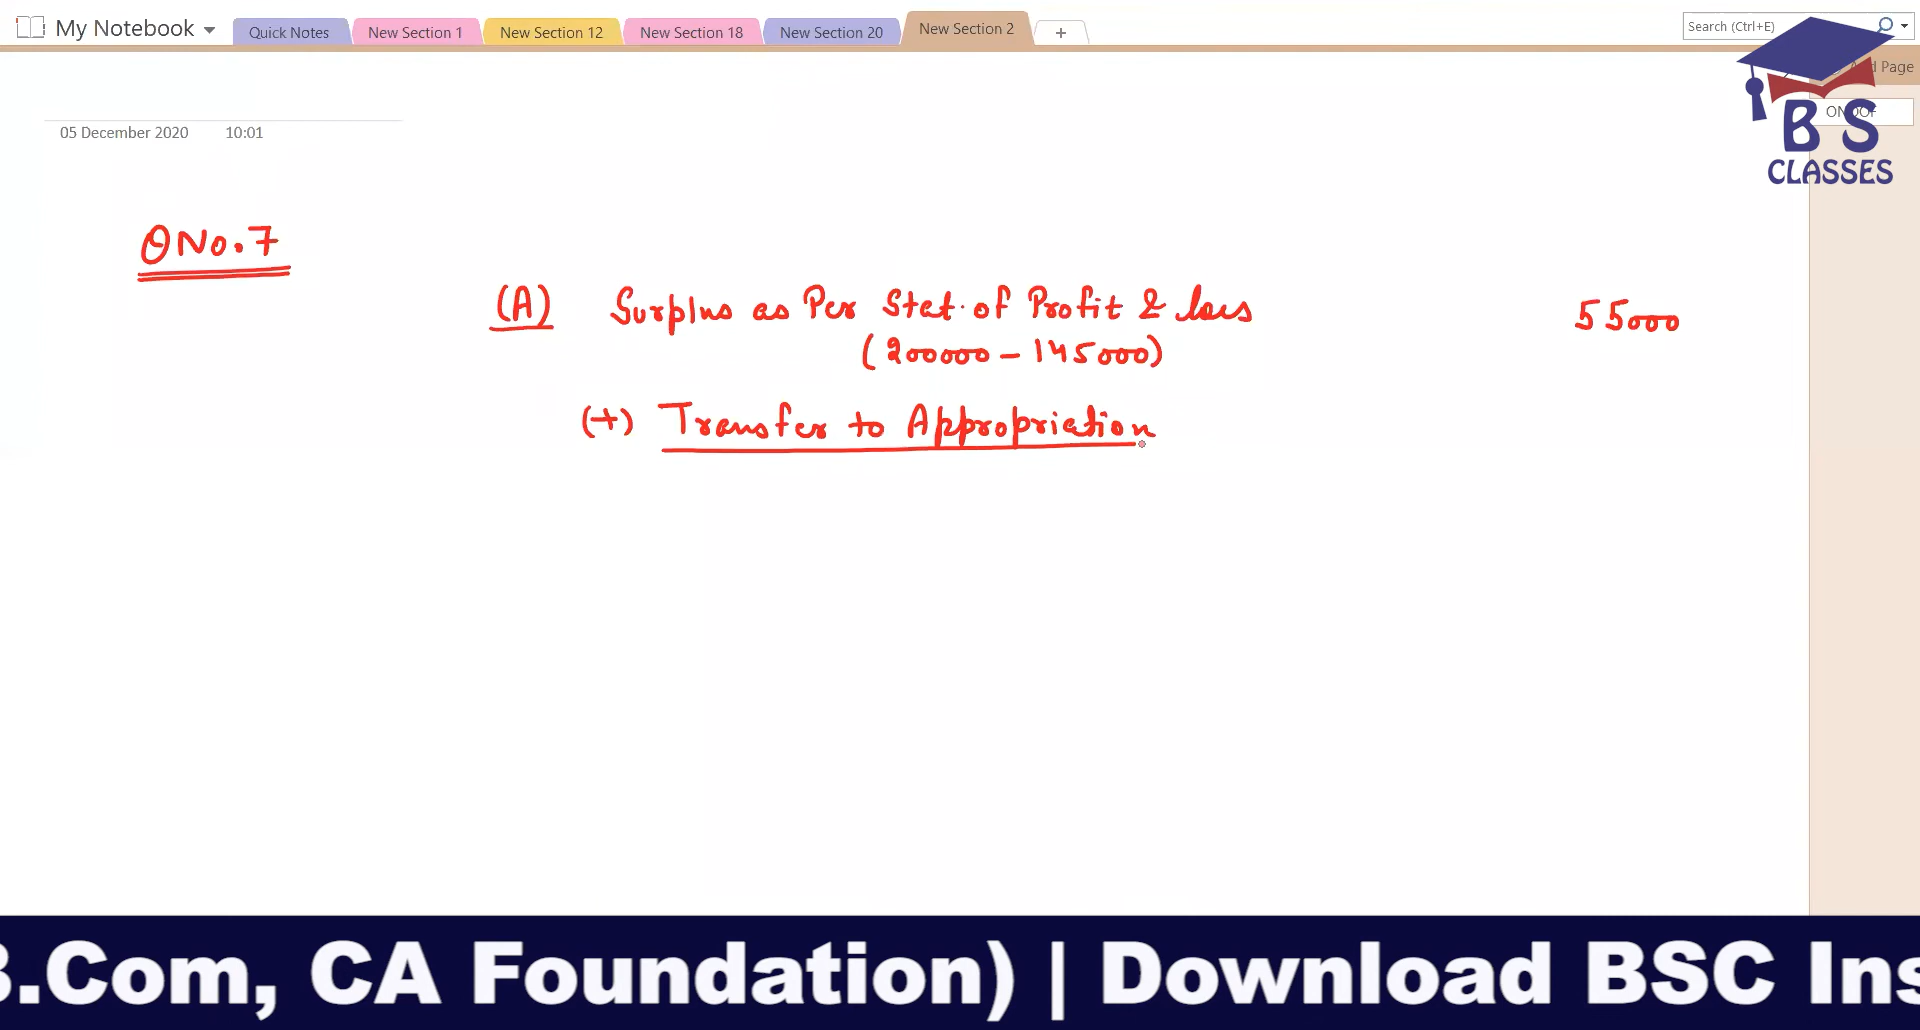 My Notebook
Quick Notes
New Section 1
New Section 12
New Section 18
New Section 20
New Section 2
+
Search (Ctrl+E)
d Page
05 December 2020 10:01
B S
CLASSES
QNo.7
(A) Surplus as Per Stat. of Profit & loss 55000
(200000 - 145000)
(+) Transfer to Appropriation
B.Com, CA Foundation) | Download BSC Ins